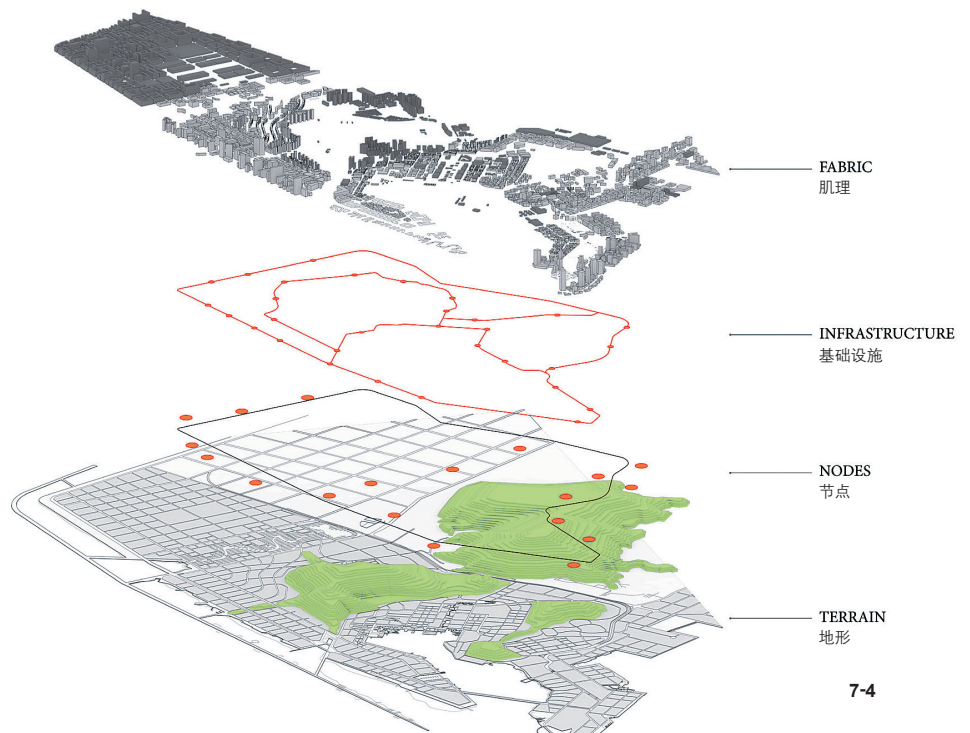 FABRIC
肌理
INFRASTRUCTURE
基础设施
NODES
节点
TERRAIN
地形
7-4